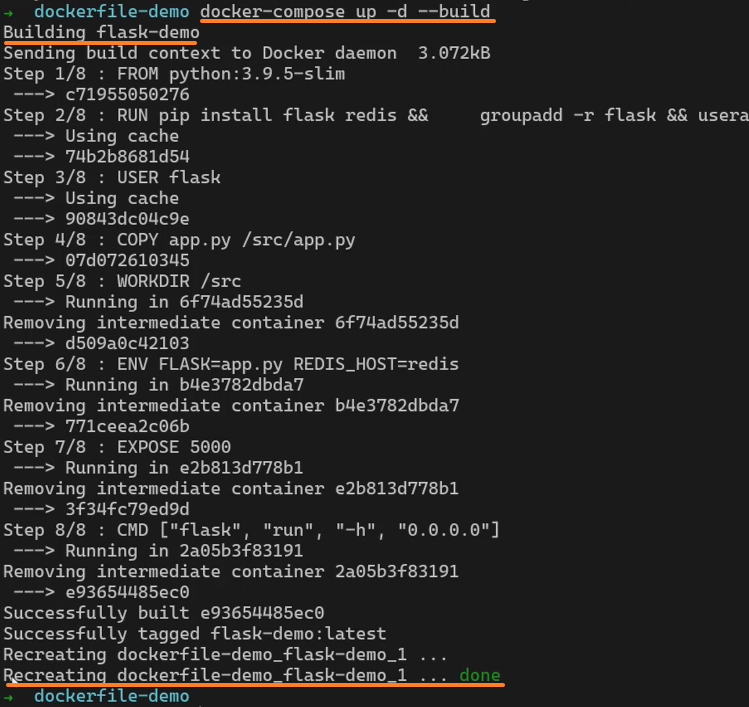 → dockerfile-demo docker-compose up -d --build
Building flask-demo
Sending build context to Docker daemon 3.072kB
Step 1/8 : FROM python:3.9.5-slim
---> c71955050276
Step 2/8 : RUN pip install flask redis && groupadd -r flask && usera
---> Using cache
---> 74b2b8681d54
Step 3/8 : USER flask
---> Using cache
---> 90843dc04c9e
Step 4/8 : COPY app.py /src/app.py
---> 07d072610345
Step 5/8 : WORKDIR /src
---> Running in 6f74ad55235d
Removing intermediate container 6f74ad55235d
---> d509a0c42103
Step 6/8 : ENV FLASK=app.py REDIS_HOST=redis
---> Running in b4e3782dbda7
Removing intermediate container b4e3782dbda7
---> 771ceea2c06b
Step 7/8 : EXPOSE 5000
---> Running in e2b813d778b1
Removing intermediate container e2b813d778b1
---> 3f34fc79ed9d
Step 8/8 : CMD ["flask", "run", "-h", "0.0.0.0"]
---> Running in 2a05b3f83191
Removing intermediate container 2a05b3f83191
---> e93654485ec0
Successfully built e93654485ec0
Successfully tagged flask-demo:latest
Recreating dockerfile-demo_flask-demo_1 ...
Recreating dockerfile-demo_flask-demo_1 ... done
→ dockerfile-demo